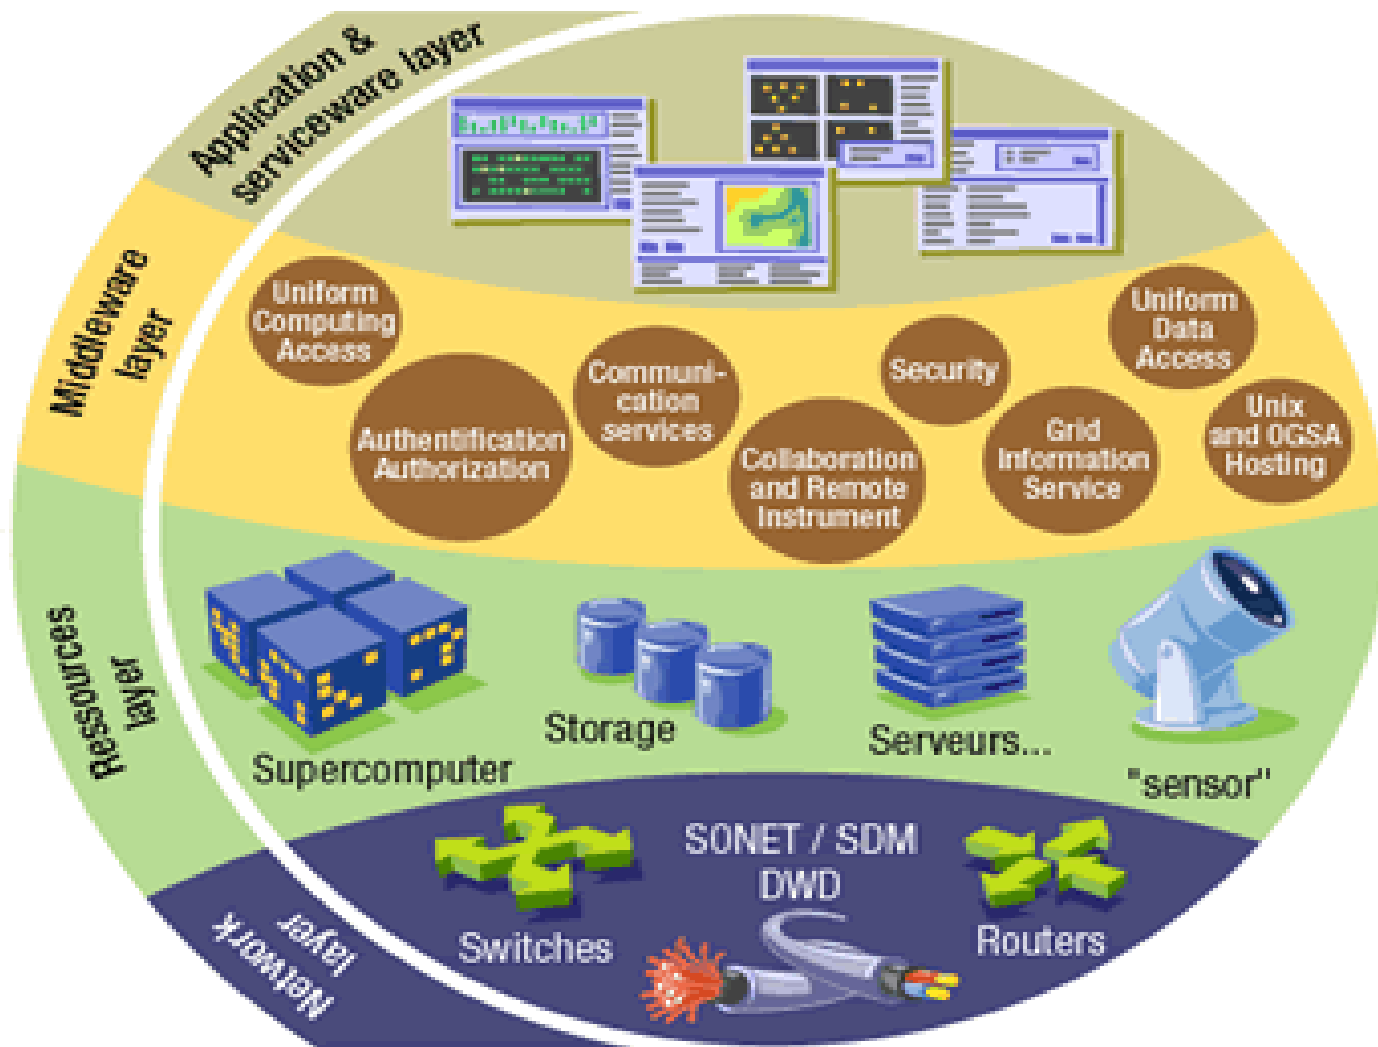 Application &
serviceware layer
Middleware
layer
Uniform
Computing
Access
Authentification
Authorization
Communi-
cation
services
Collaboration
and Remote
Instrument
Security
Grid
Information
Service
Uniform
Data
Access
Unix
and OGSA
Hosting
Ressources
layer
Supercomputer
Storage
Serveurs...
"sensor"
Network
layer
Switches
SONET / SDM
DWD
Routers